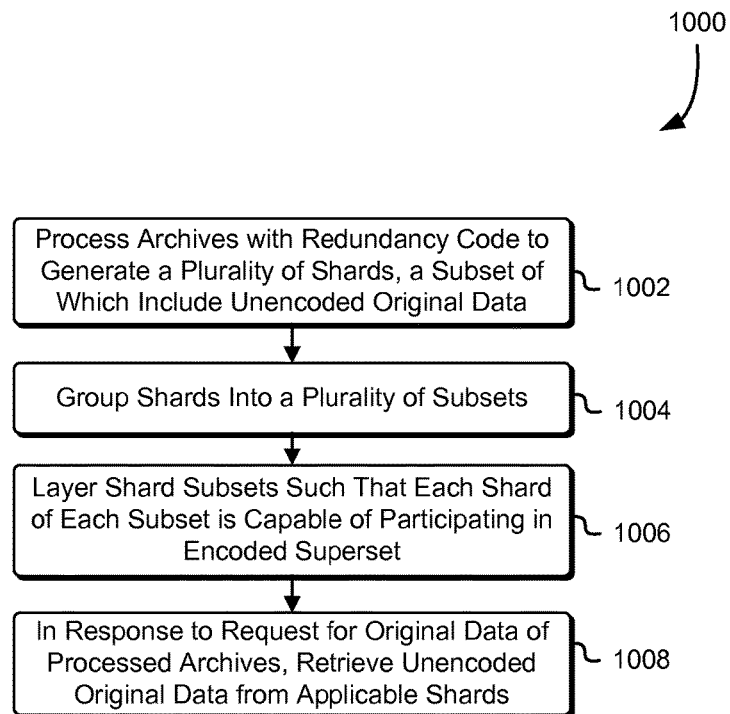 1000
Process Archives with Redundancy Code to
Generate a Plurality of Shards, a Subset of
Which Include Unencoded Original Data
1002
Group Shards Into a Plurality of Subsets
1004
Layer Shard Subsets Such That Each Shard
of Each Subset is Capable of Participating in
Encoded Superset
1006
In Response to Request for Original Data of
Processed Archives, Retrieve Unencoded
Original Data from Applicable Shards
1008